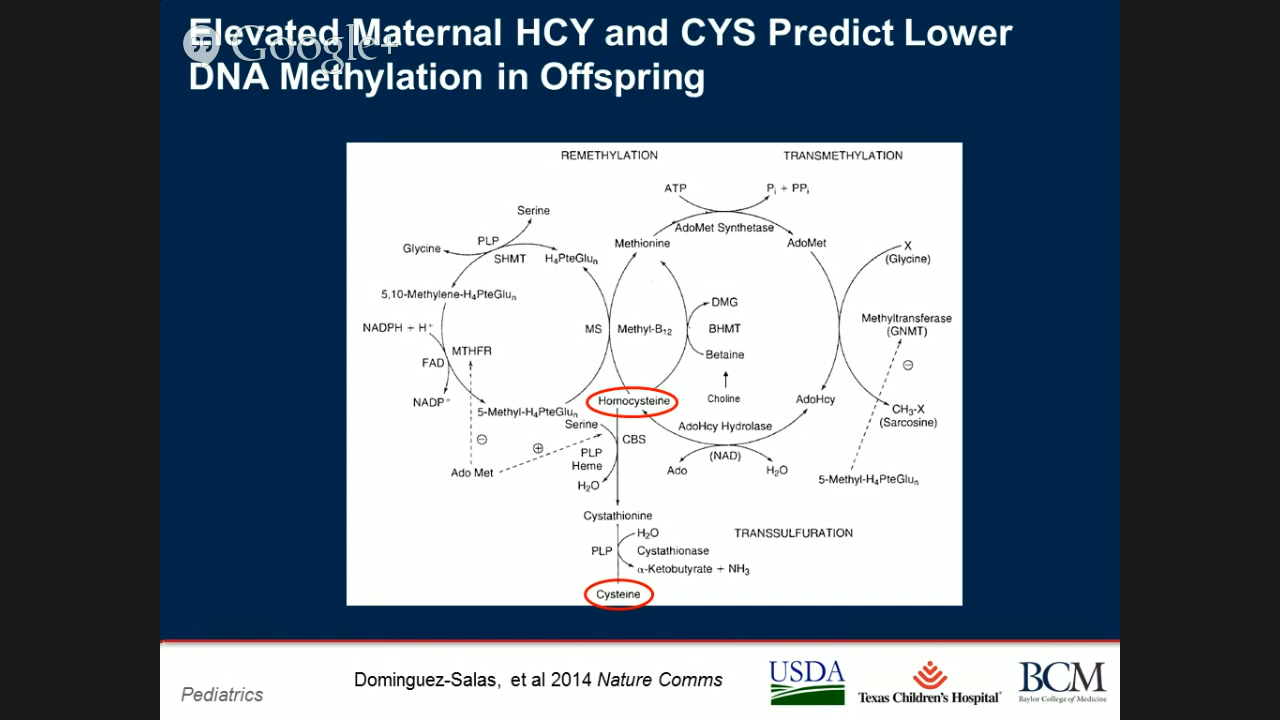 Elevated Maternal HCY and CYS Predict Lower
DNA Methylation in Offspring
Google+
REMETHYLATION
TRANSMETHYLATION
ATP
Pi + PPi
Serine
AdoMet Synthetase
PLP
Glycine
SHMT
H4PteGlun
Methionine
AdoMet
X
(Glycine)
5,10-Methylene-H4PteGlun
DMG
NADPH + H+
MS
Methyl-B12
BHMT
Methyltransferase
(GNMT)
MTHFR
FAD
Betaine
⊖
NADP+
Choline
Homocysteine
AdoHcy
5-Methyl-H4PteGlun
CH3-X
(Sarcosine)
Serine
AdoHcy Hydrolase
⊖
⊕
CBS
PLP
Heme
(NAD)
Ado Met
Ado
H2O
H2O
5-Methyl-H4PteGlun
Cystathionine
H2O
TRANSSULFURATION
PLP
Cystathionase
α-Ketobutyrate + NH3
Cysteine
Pediatrics
Dominguez-Salas, et al 2014 Nature Comms
USDA
Texas Children's Hospital
BCM
Baylor College of Medicine